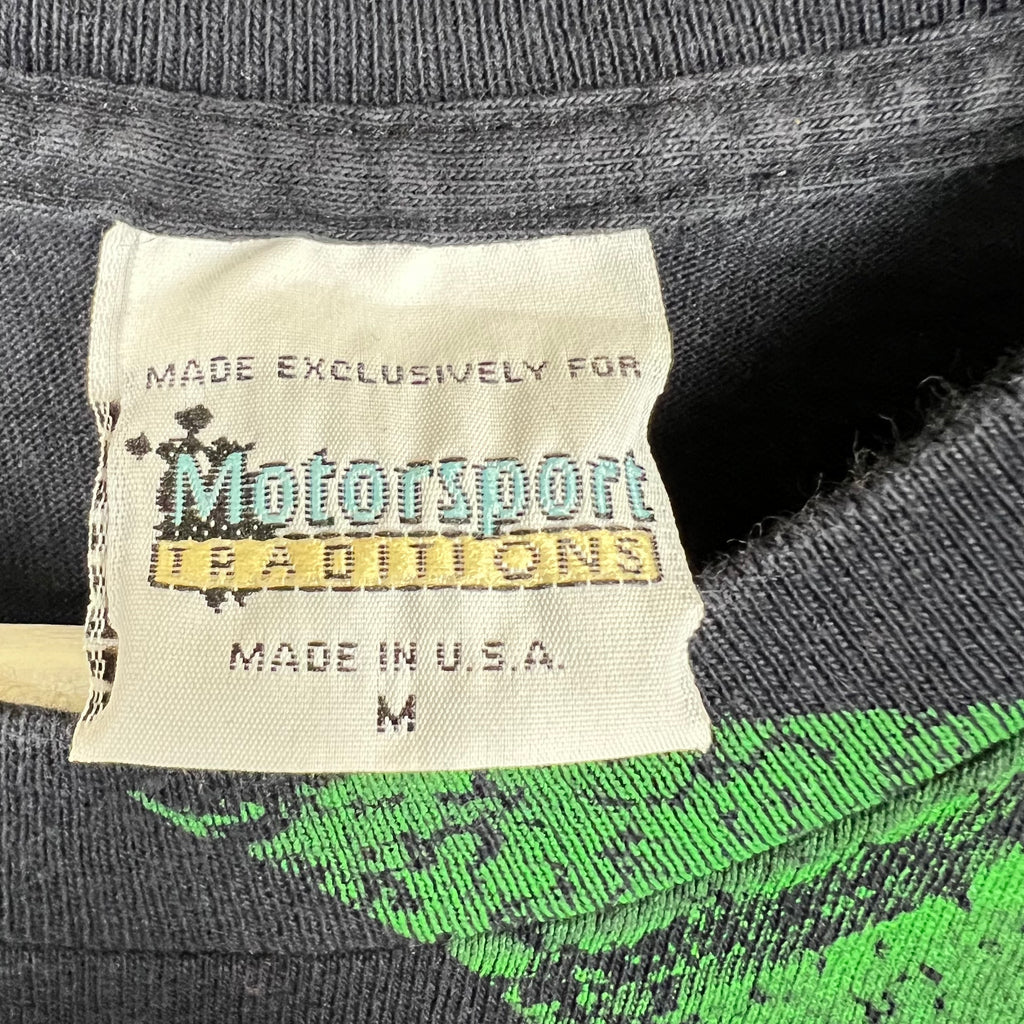 MADE EXCLUSIVELY FOR
Motorsport
TRADITIONS
MADE IN U.S.A.
M